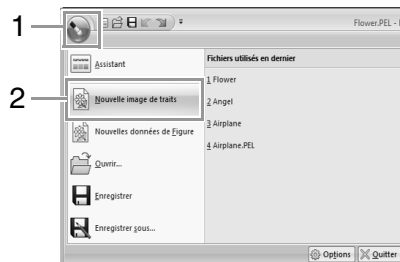 1
Flower.PEL -
Assistant
Fichiers utilisés en dernier
1 Flower
2
Nouvelle image de traits
2 Angel
3 Airplane
Nouvelles données de Figure
4 Airplane.PEL
Ouvrir...
Enregistrer
Enregistrer sous...
Options
Quitter